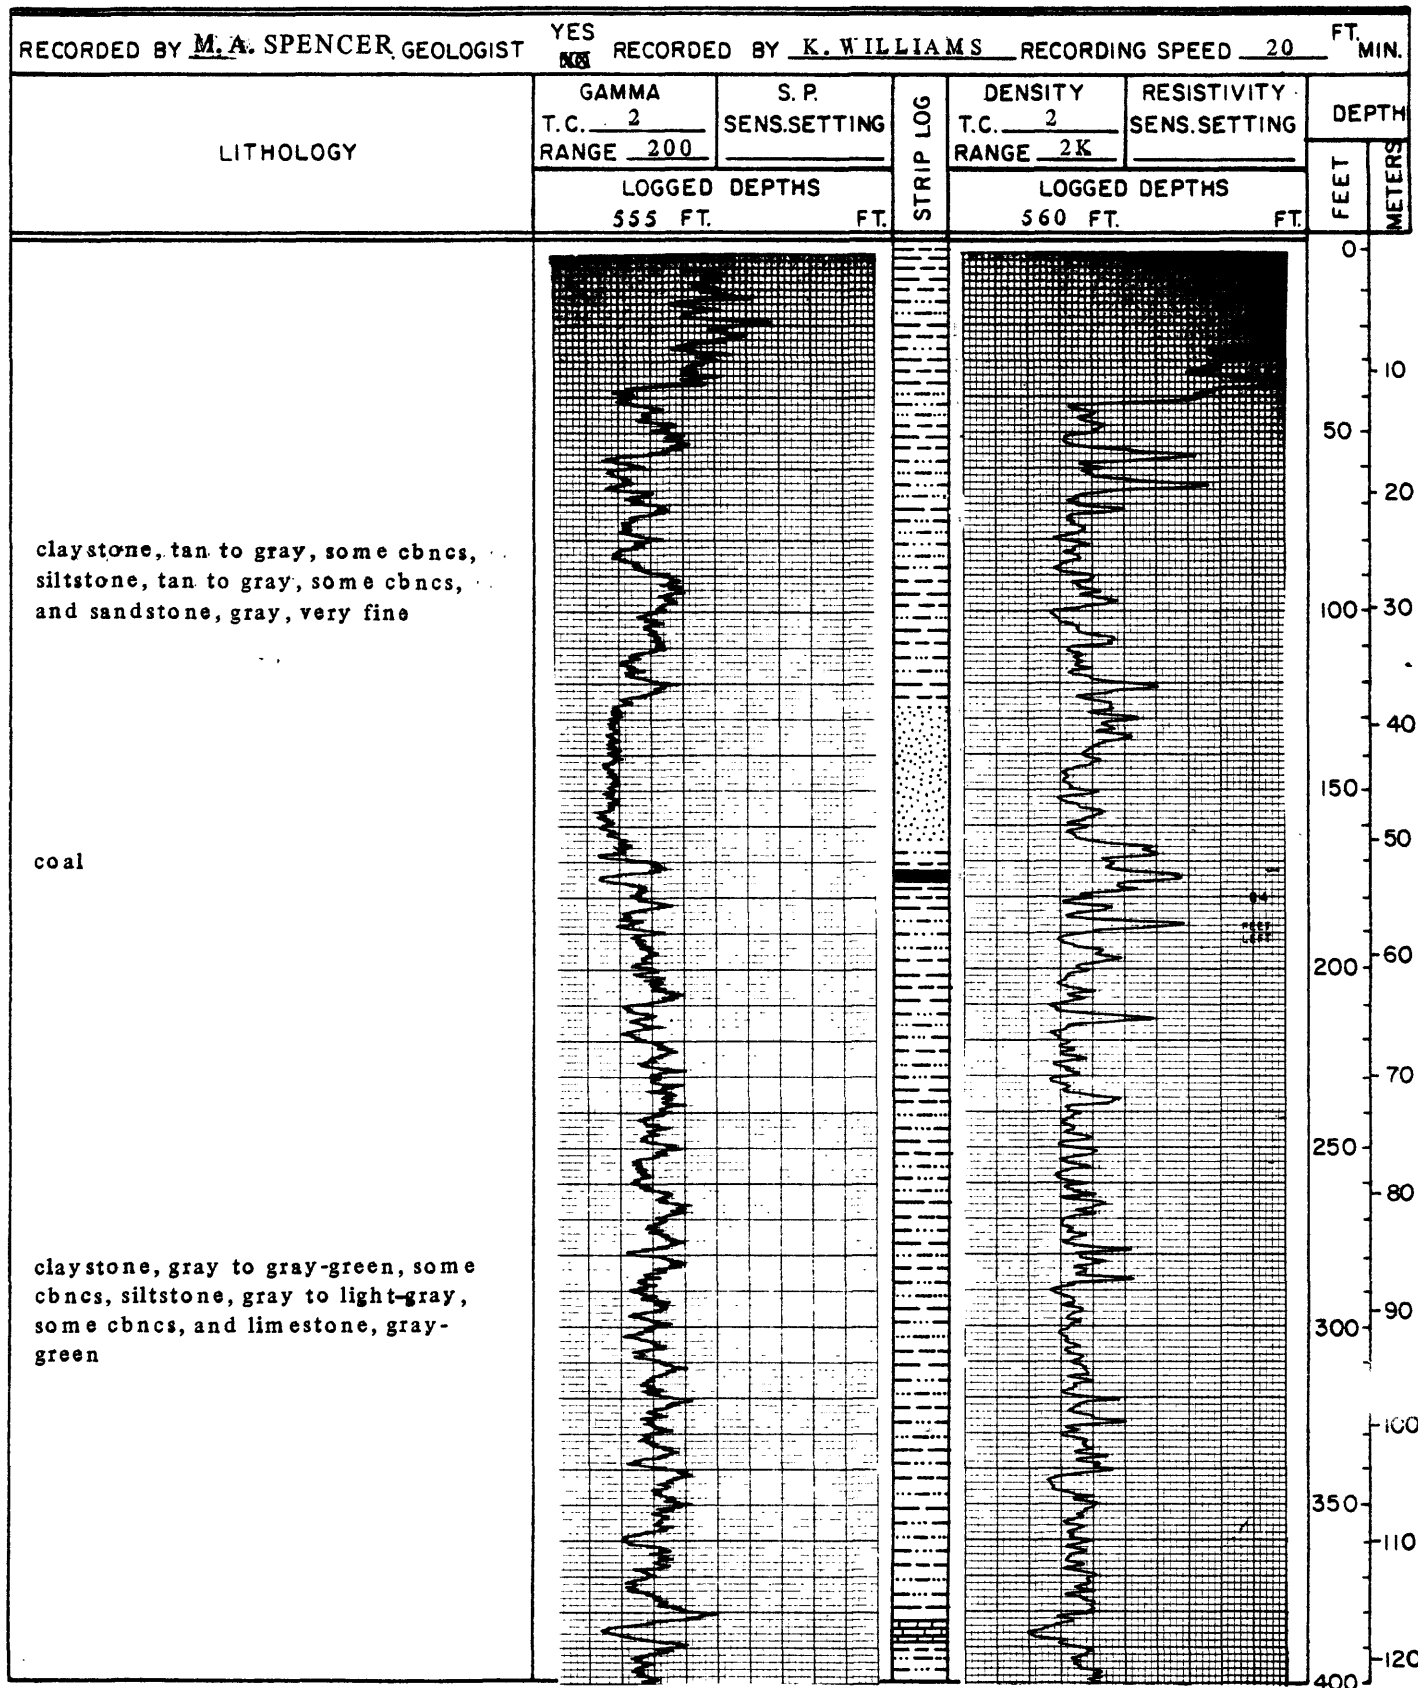 RECORDED BY M. A. SPENCER GEOLOGIST YES RECORDED BY K. WILLIAMS RECORDING SPEED 20 FT. MIN.
LITHOLOGY
GAMMA
T.C. 2
RANGE 200
S. P.
SENS. SETTING
LOGGED DEPTHS
555 FT. FT.
STRIP LOG
DENSITY
T.C. 2
RANGE 2K
RESISTIVITY
SENS. SETTING
LOGGED DEPTHS
560 FT. FT.
DEPTH
FEET
METERS
0
10
50
20
claystone, tan to gray, some cbncs,
siltstone, tan to gray, some cbncs,
and sandstone, gray, very fine
100
30
40
150
50
coal
60
200
70
250
80
claystone, gray to gray-green, some
cbncs, siltstone, gray to light-gray,
some cbncs, and limestone, gray-
green
90
300
100
350
110
120
400